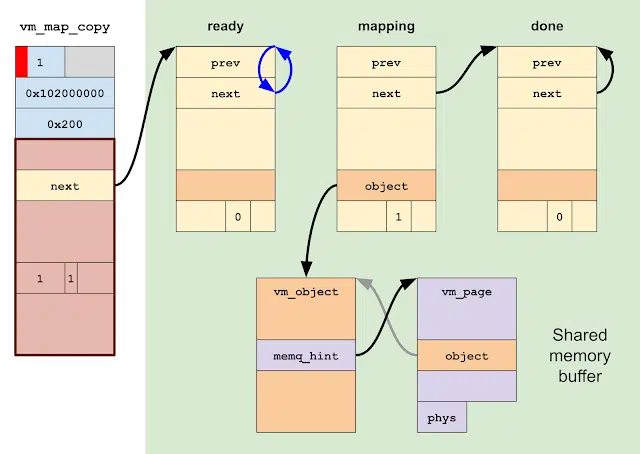 vm_map_copy
1
0x102000000
0x200
next
1 1
ready
prev
next
0
mapping
prev
next
object
1
done
prev
next
0
vm_object
memq_hint
vm_page
object
phys
Shared
memory
buffer